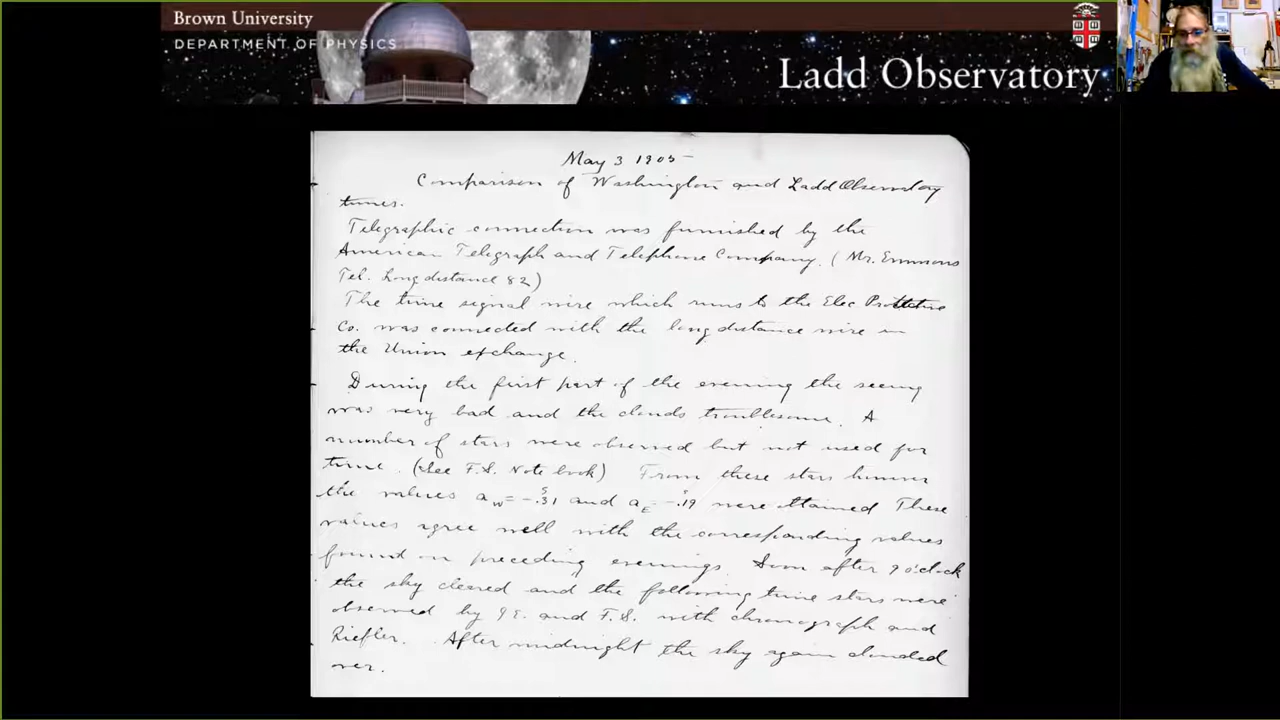 Brown University
DEPARTMENT OF PHYSICS
Ladd Observatory
May 3 1905
Comparison of Washington and Ladd Observatory
times.
Telegraphic connection was furnished by the
American Telegraph and Telephone Company. (Mr. Emmons
Tel. Long distance 82)
The time signal wire which runs to the Elec Protective
Co. was connected with the long distance wire in
the Union exchange.
During the first part of the evening the seeing
was very bad and the clouds troublesome. A
number of stars were observed but not used for
time. (See F.S. Note book) From these stars however
the values a_w = -.31 and a_E = -.19 were attained These
values agree well with the corresponding values
found on preceding evenings. Soon after 9 o'clock
the sky cleared and the following time stars were
observed by and F.S. with chronograph and
Riefler. After midnight the sky again clouded
over.